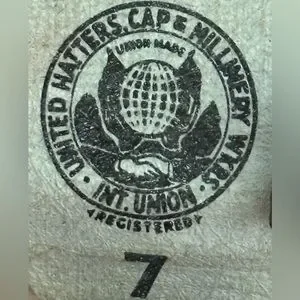 UNITED HATTERS, CAP & MILLINERY WKRS.
UNION MADE
INT. UNION
REGISTERED
7